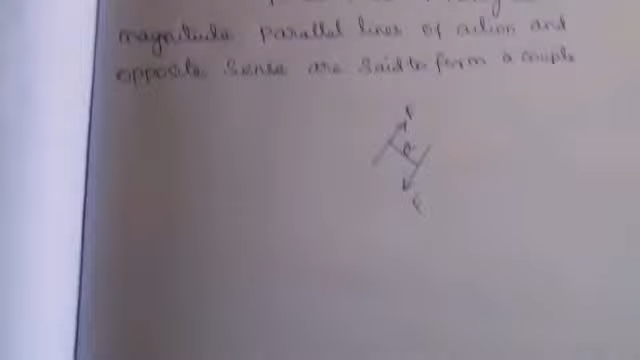 magnitude parallel lines of action and
opposite sense are said to form a couple
F